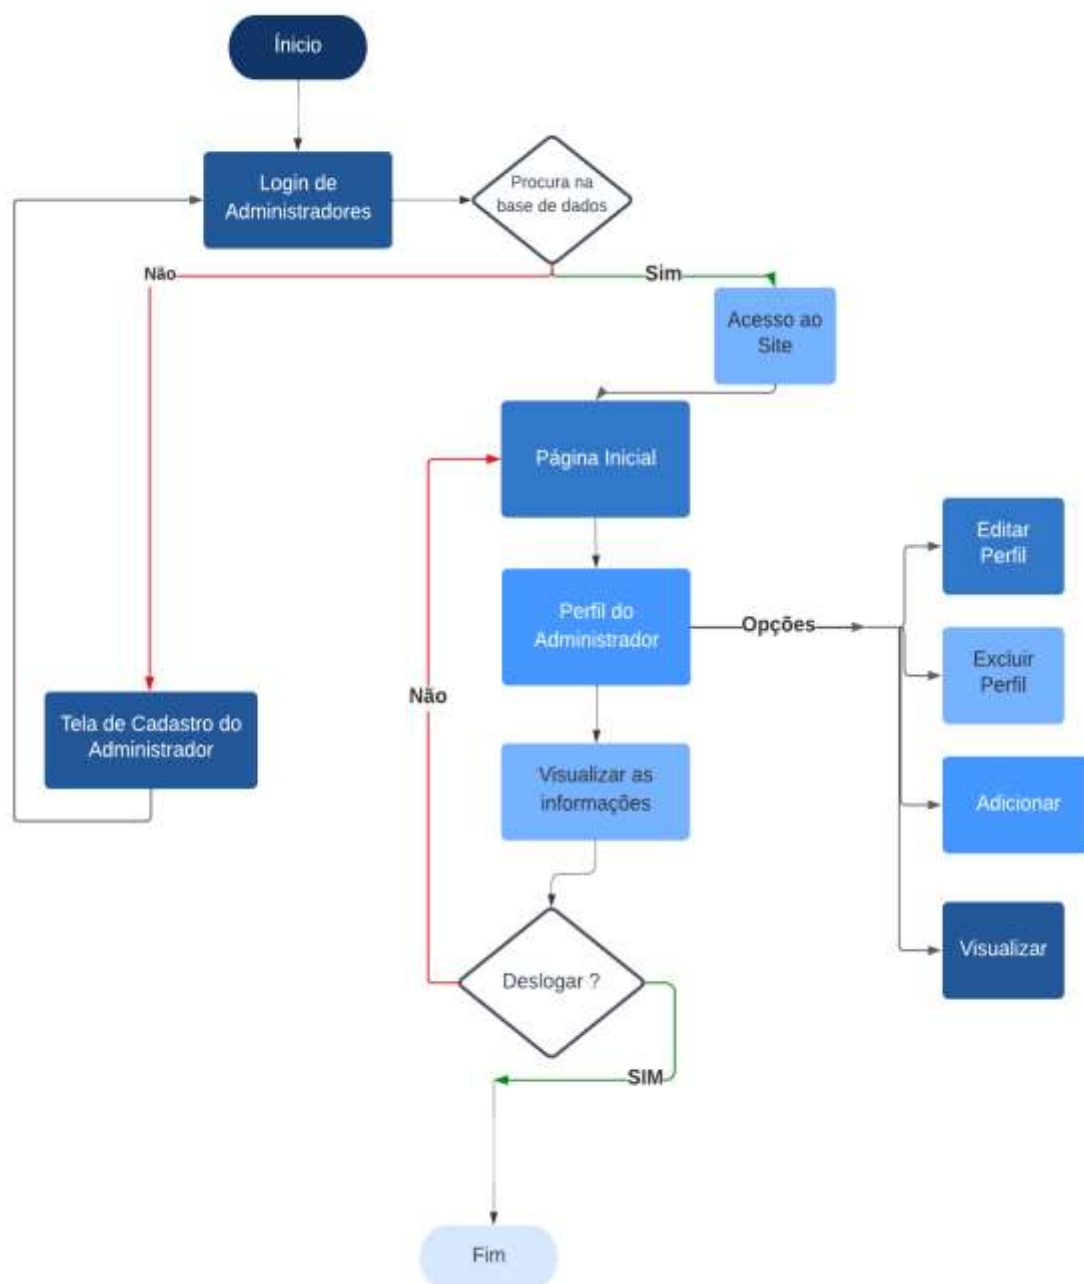 Ínicio
Login de
Administradores
Procura na
base de dados
Não
Sim
Acesso ao
Site
Página Inicial
Editar
Perfil
Perfil do
Administrador
Opções
Excluir
Perfil
Não
Tela de Cadastro do
Administrador
Visualizar as
informações
Adicionar
Visualizar
Deslogar ?
SIM
Fim